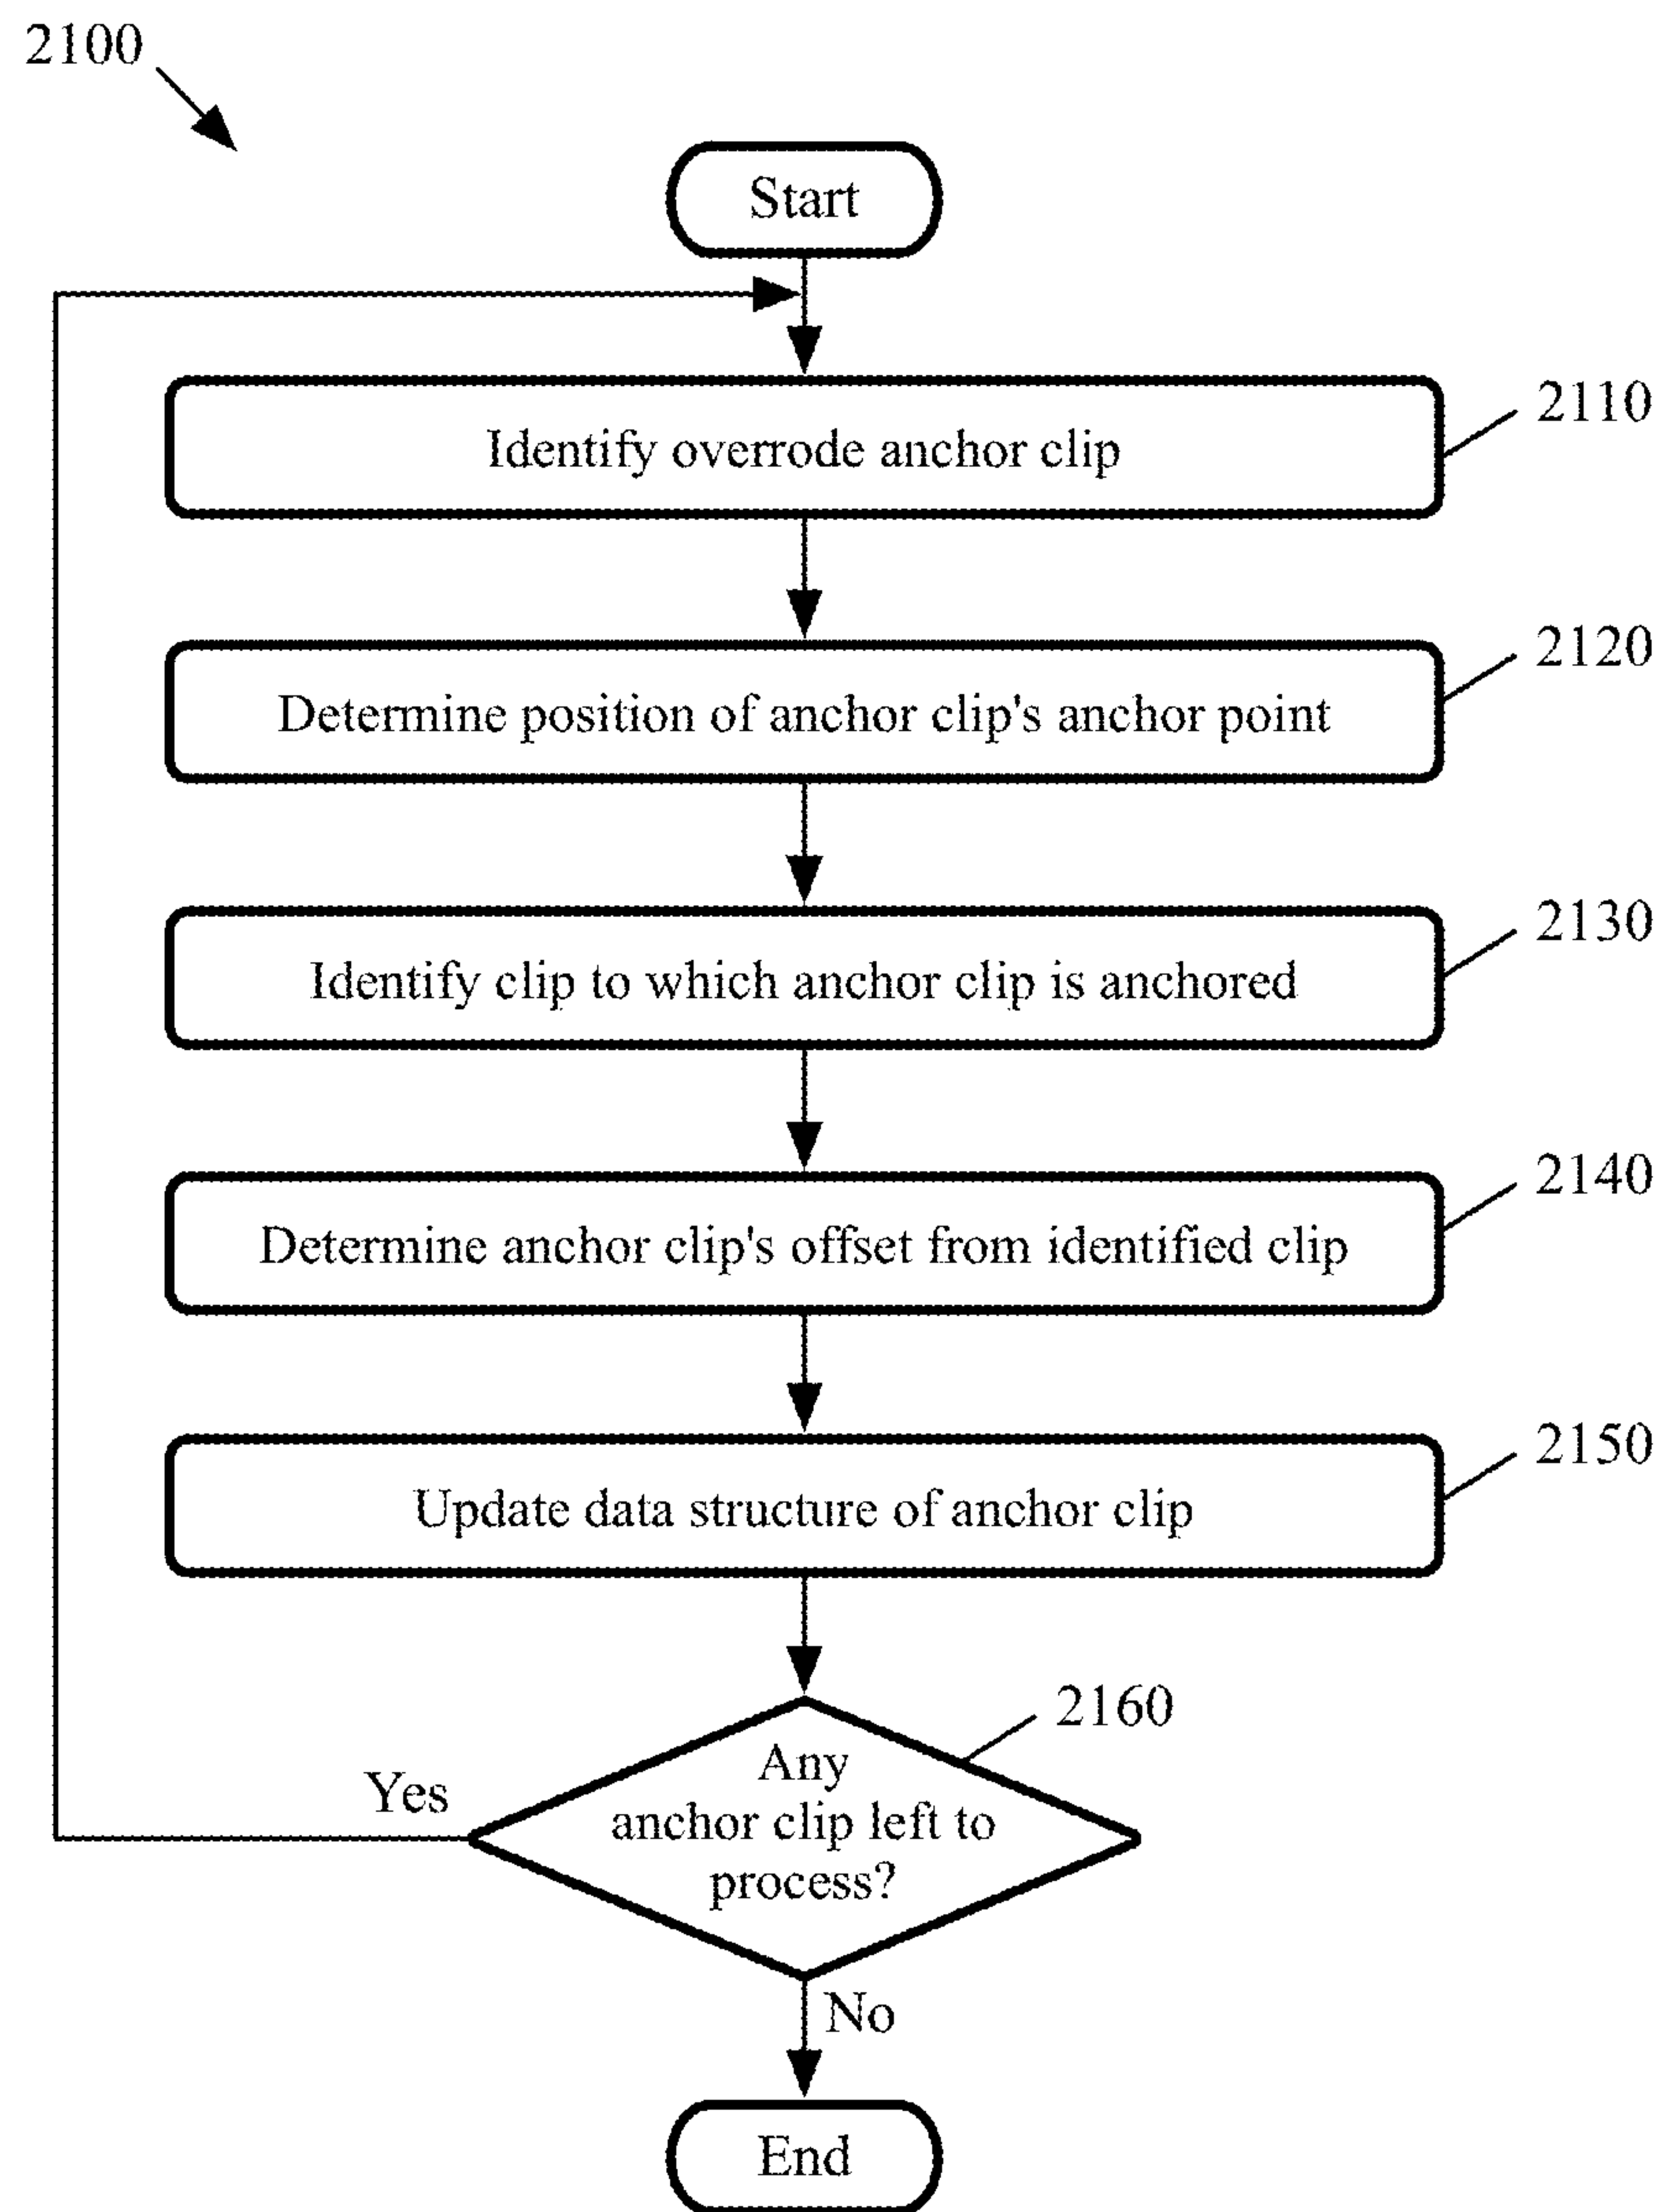 2100
Start
Identify overrode anchor clip
2110
Determine position of anchor clip's anchor point
2120
Identify clip to which anchor clip is anchored
2130
Determine anchor clip's offset from identified clip
2140
Update data structure of anchor clip
2150
2160
Any
anchor clip left to
process?
Yes
No
End